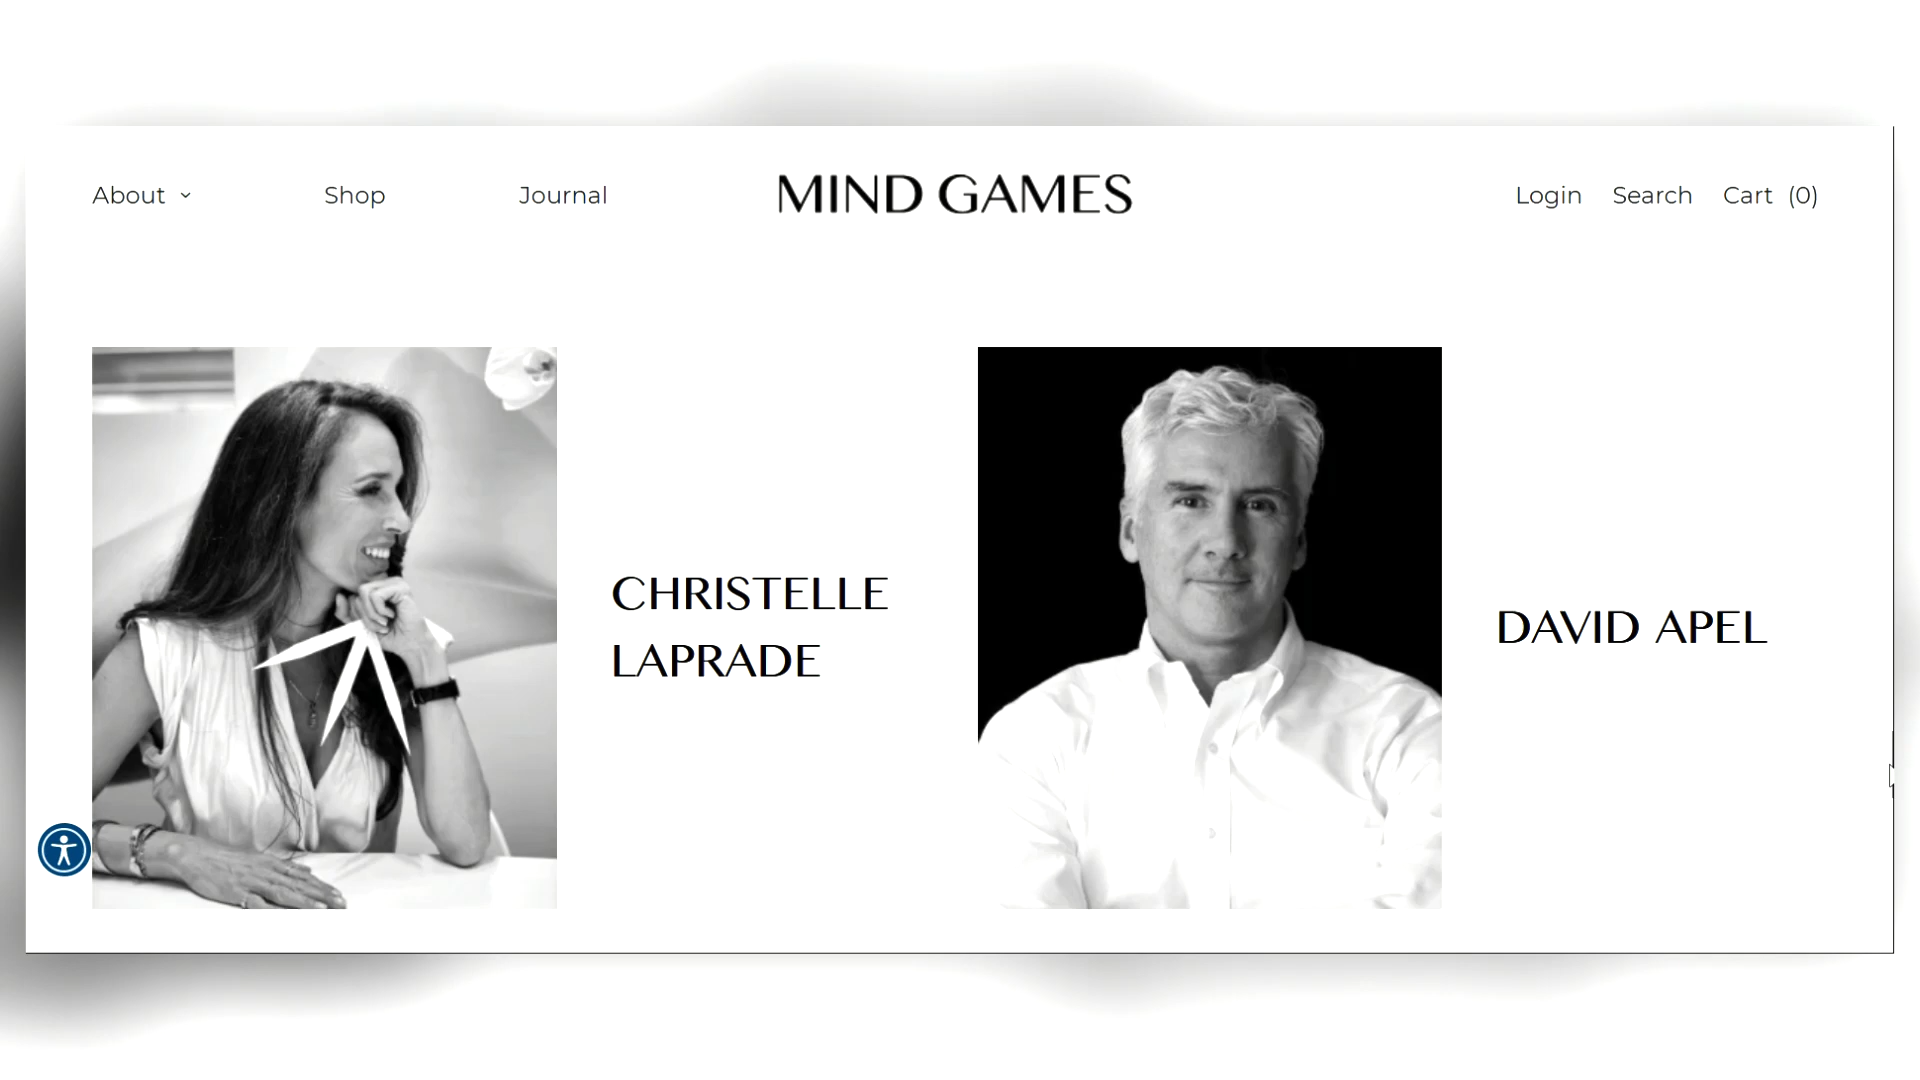 About
Shop
Journal
MIND GAMES
Login
Search
Cart (0)
CHRISTELLE
LAPRADE
DAVID APEL